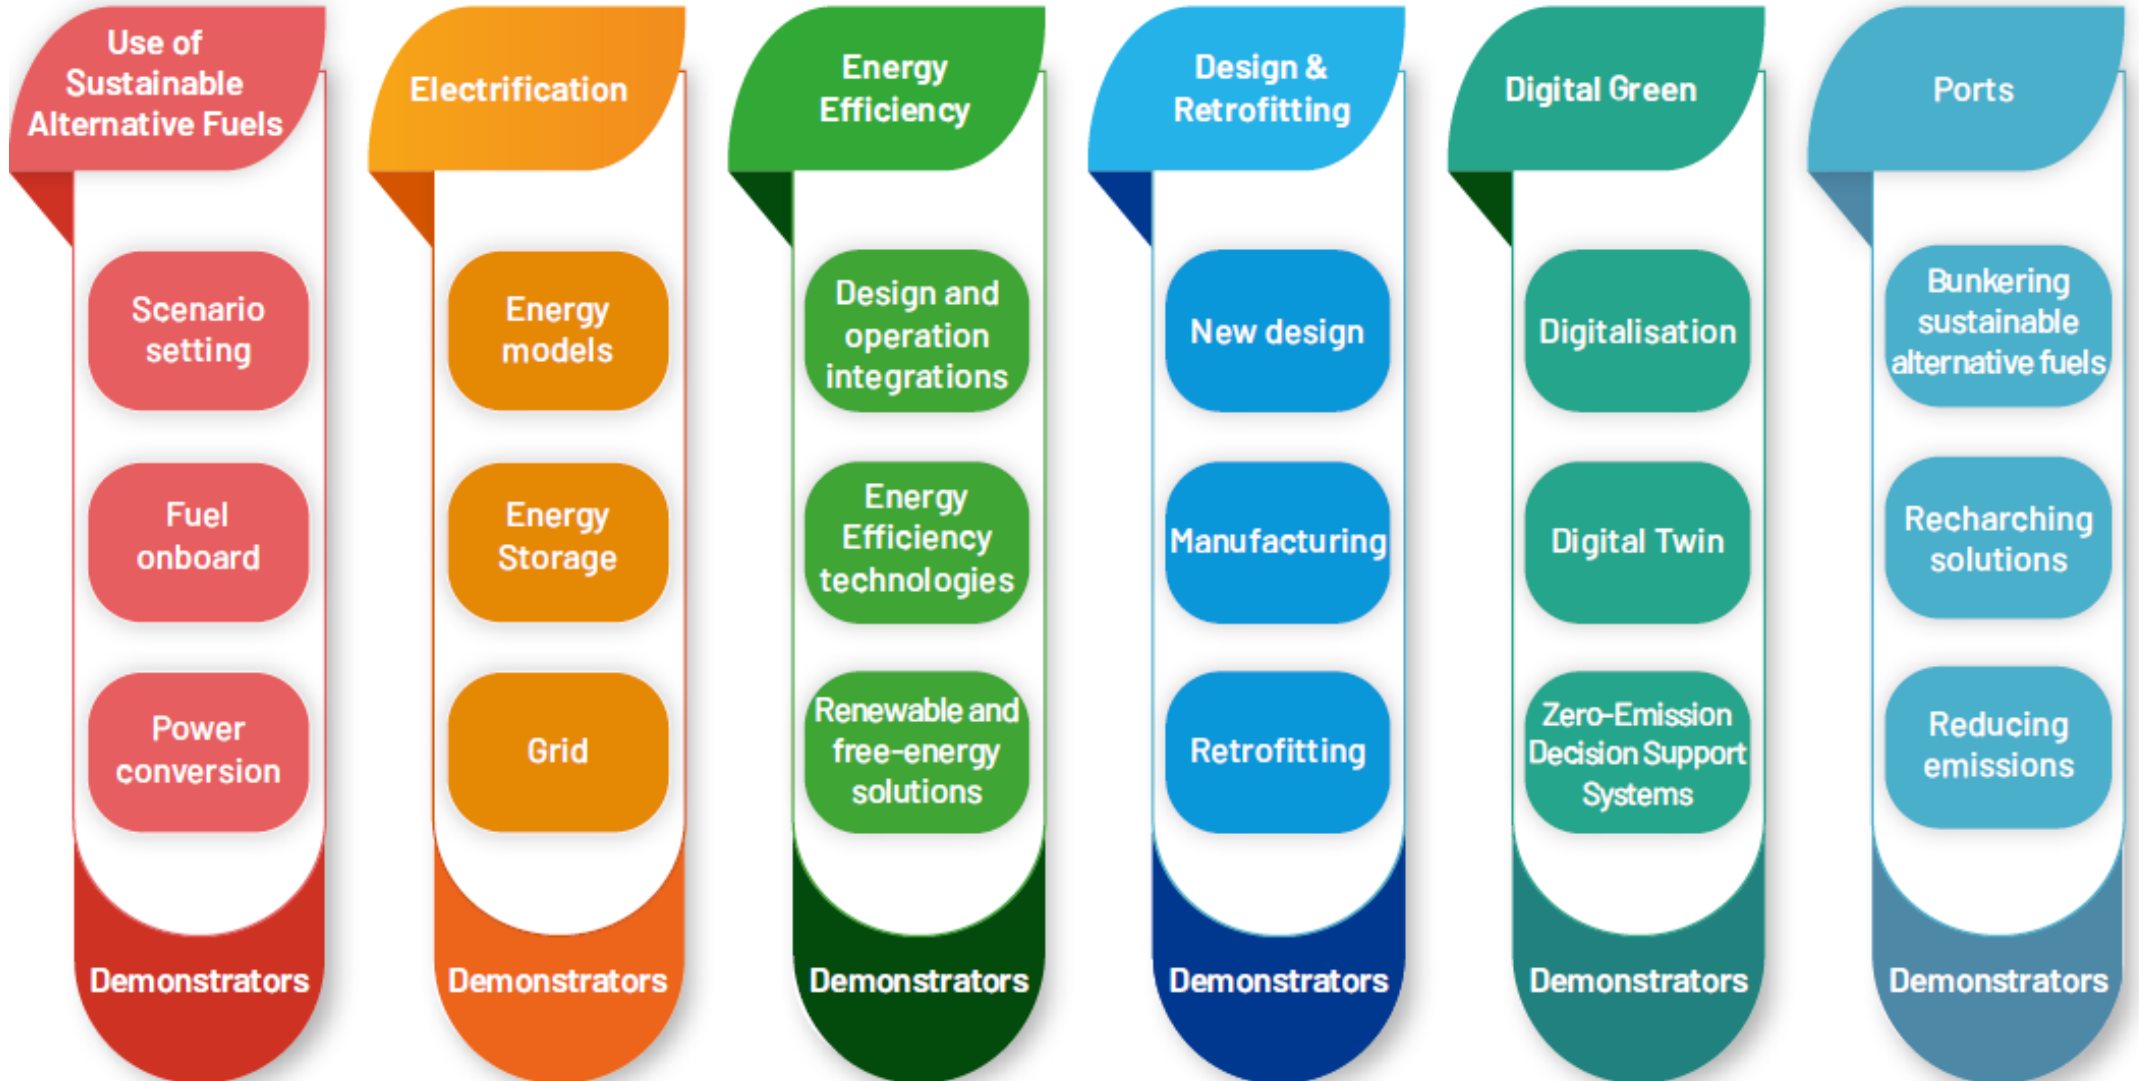 Use of
Sustainable
Alternative Fuels
Scenario
setting
Fuel
onboard
Power
conversion
Demonstrators
Electrification
Energy
models
Energy
Storage
Grid
Demonstrators
Energy
Efficiency
Design and
operation
integrations
Energy
Efficiency
technologies
Renewable and
free-energy
solutions
Demonstrators
Design &
Retrofitting
New design
Manufacturing
Retrofitting
Demonstrators
Digital Green
Digitalisation
Digital Twin
Zero-Emission
Decision Support
Systems
Demonstrators
Ports
Bunkering
sustainable
alternative fuels
Recharching
solutions
Reducing
emissions
Demonstrators